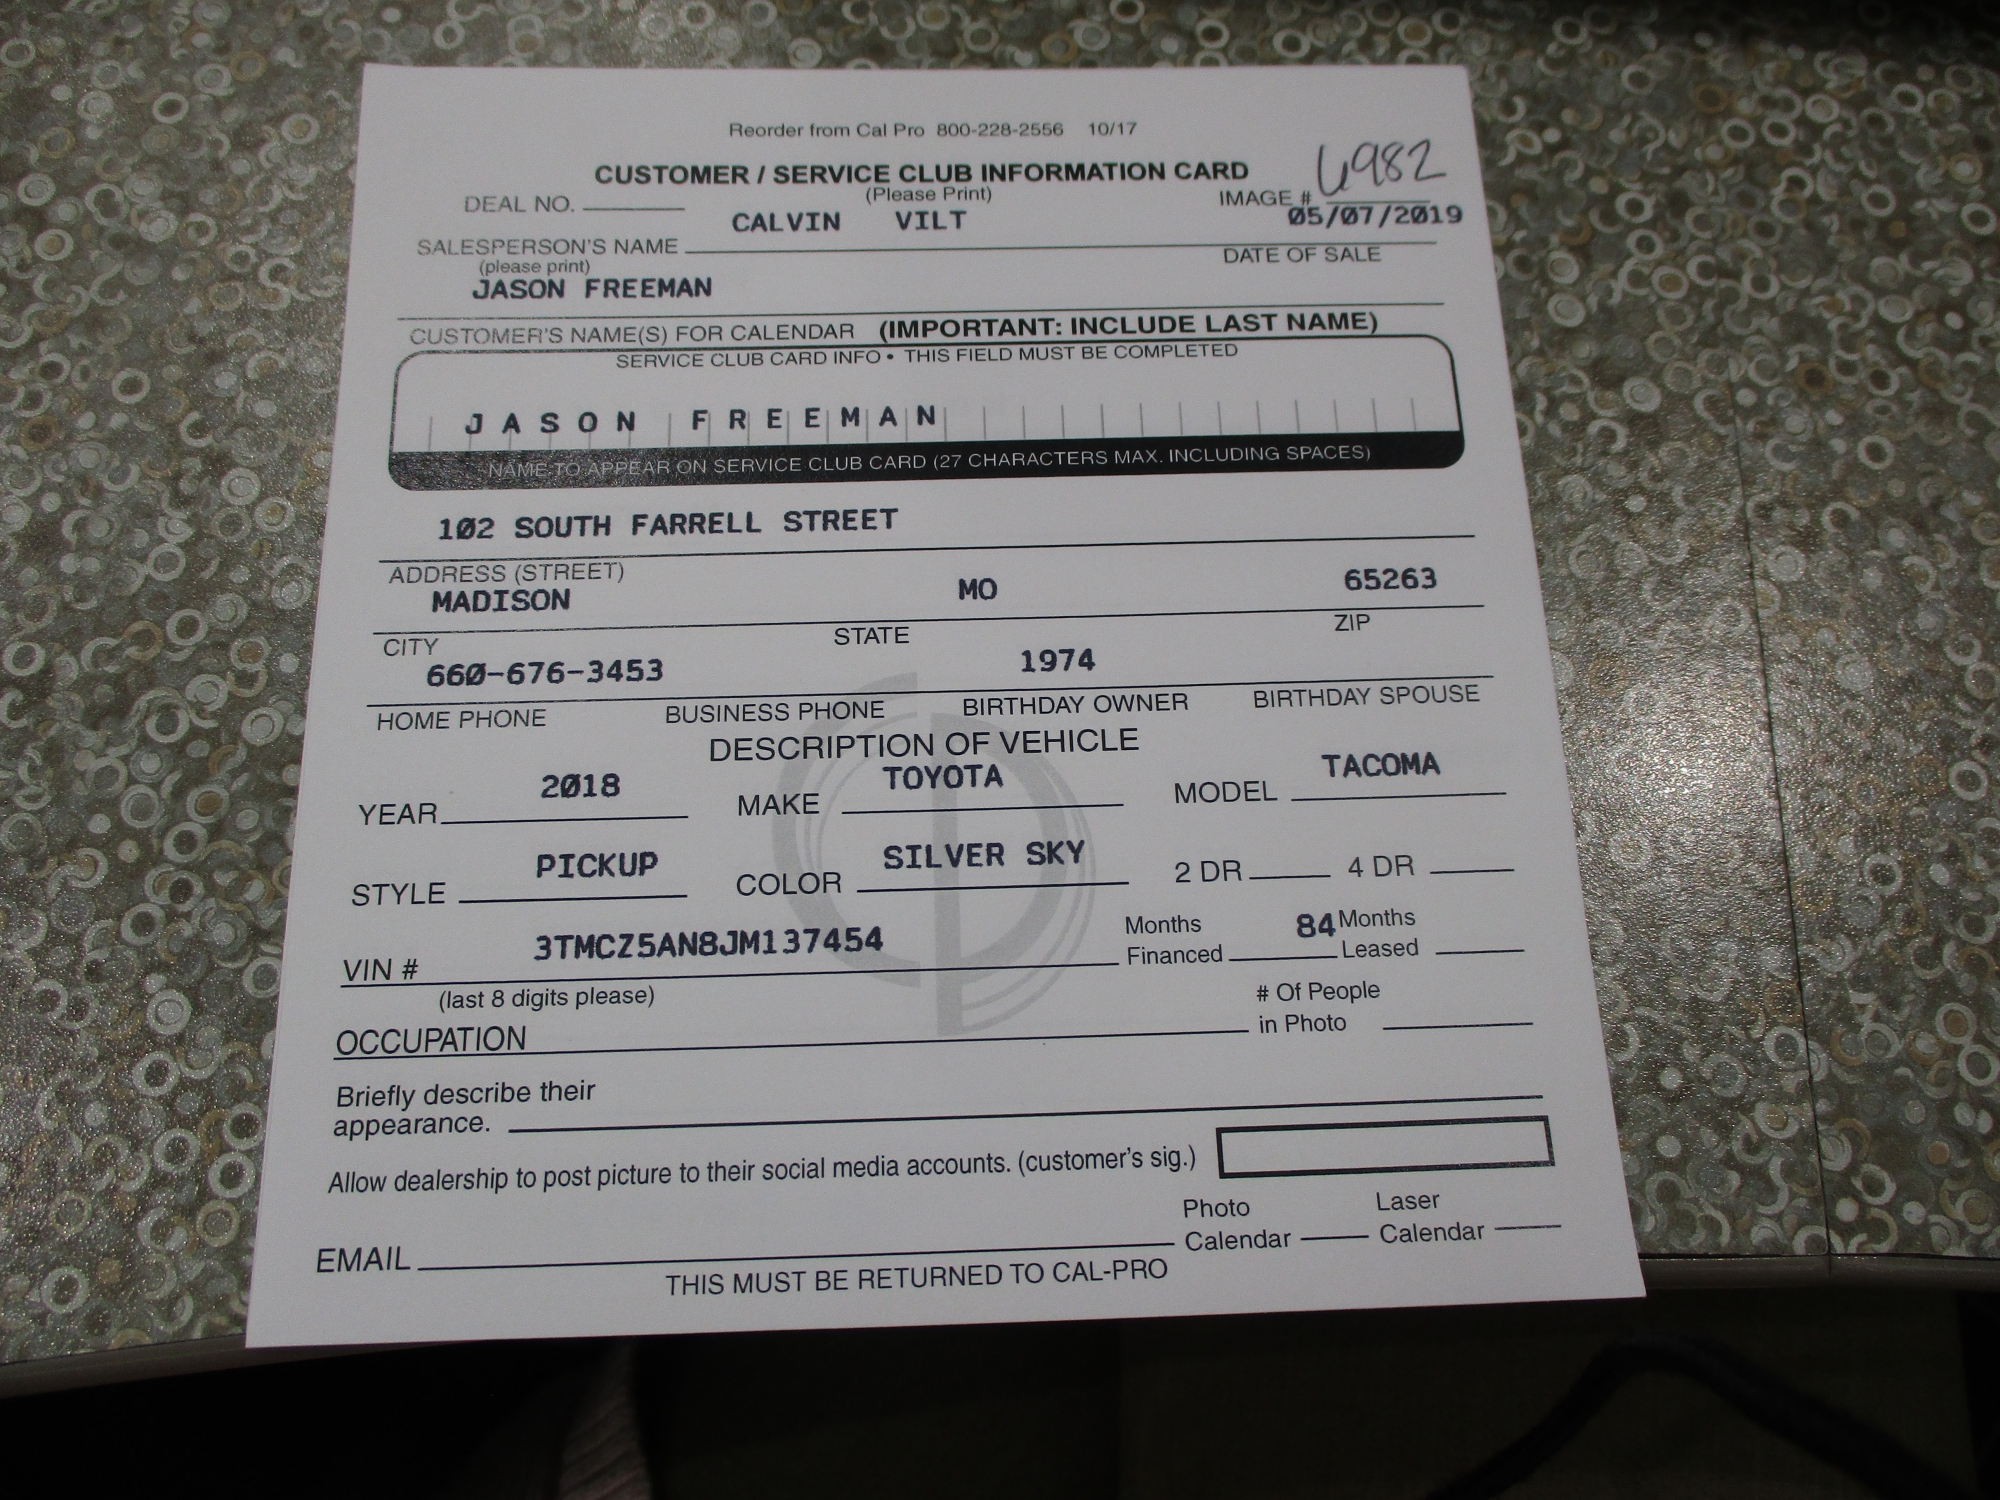 Reorder from Cal Pro 800-228-2556 10/17
CUSTOMER / SERVICE CLUB INFORMATION CARD
(Please Print)
DEAL NO.
IMAGE # 6982
CALVIN VILT 05/07/2019
SALESPERSON'S NAME DATE OF SALE
(please print)
JASON FREEMAN
CUSTOMER'S NAME(S) FOR CALENDAR (IMPORTANT: INCLUDE LAST NAME)
SERVICE CLUB CARD INFO • THIS FIELD MUST BE COMPLETED
JASON FREEMAN
NAME TO APPEAR ON SERVICE CLUB CARD (27 CHARACTERS MAX. INCLUDING SPACES)
102 SOUTH FARRELL STREET
ADDRESS (STREET)
MADISON MO 65263
CITY STATE ZIP
660-676-3453 1974
HOME PHONE BUSINESS PHONE BIRTHDAY OWNER BIRTHDAY SPOUSE
DESCRIPTION OF VEHICLE
YEAR 2018 MAKE TOYOTA MODEL TACOMA
STYLE PICKUP COLOR SILVER SKY 2 DR 4 DR
VIN # 3TMCZ5AN8JM137454 Months Financed 84 Months Leased
(last 8 digits please)
OCCUPATION # Of People in Photo
Briefly describe their
appearance.
Allow dealership to post picture to their social media accounts. (customer's sig.)
EMAIL Photo Calendar Laser Calendar
THIS MUST BE RETURNED TO CAL-PRO